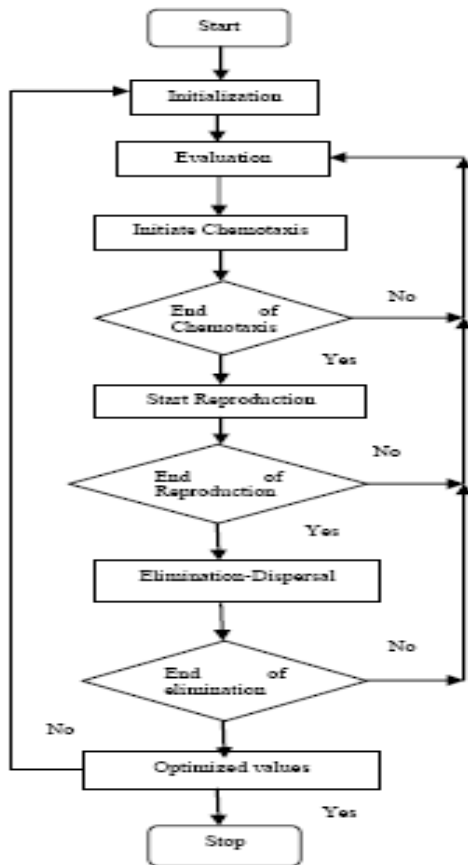 Start
Initialization
Evaluation
Initiate Chemotaxis
End of
Chemotaxis
No
Yes
Start Reproduction
No
End of
Reproduction
Yes
Elimination-Dispersal
No
End of
elimination
No
Optimized values
Yes
Stop